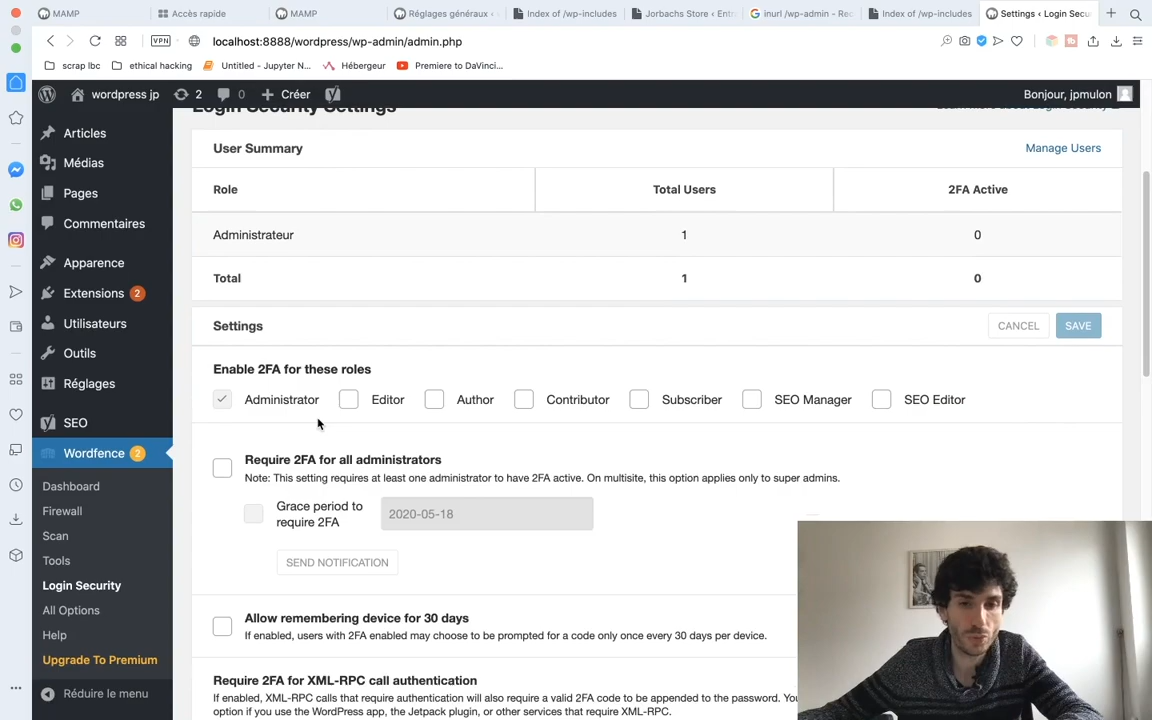 MAMP
Accès rapide
MAMP
Réglages généraux ‹
Index of /wp-includes
Jorbachs Store ‹ Entr
inurl /wp-admin - Rec
Index of /wp-includes
Settings ‹ Login Secu
VPN
localhost:8888/wordpress/wp-admin/admin.php
scrap lbc
ethical hacking
Untitled - Jupyter N...
Hébergeur
Premiere to DaVinci...
wordpress jp
2
0
Créer
Bonjour, jpmulon
Login Security Settings
Articles
Médias
Pages
Commentaires
Apparence
Extensions 2
Utilisateurs
Outils
Réglages
SEO
Wordfence 2
Dashboard
Firewall
Scan
Tools
Login Security
All Options
Help
Upgrade To Premium
Réduire le menu
User Summary
Manage Users
Role Total Users 2FA Active
Administrateur 1 0
Total 1 0
Settings
CANCEL
SAVE
Enable 2FA for these roles
Administrator Editor Author Contributor Subscriber SEO Manager SEO Editor
Require 2FA for all administrators
Note: This setting requires at least one administrator to have 2FA active. On multisite, this option applies only to super admins.
Grace period to
require 2FA
2020-05-18
SEND NOTIFICATION
Allow remembering device for 30 days
If enabled, users with 2FA enabled may choose to be prompted for a code only once every 30 days per device.
Require 2FA for XML-RPC call authentication
If enabled, XML-RPC calls that require authentication will also require a valid 2FA code to be appended to the password. You
option if you use the WordPress app, the Jetpack plugin, or other services that require XML-RPC.